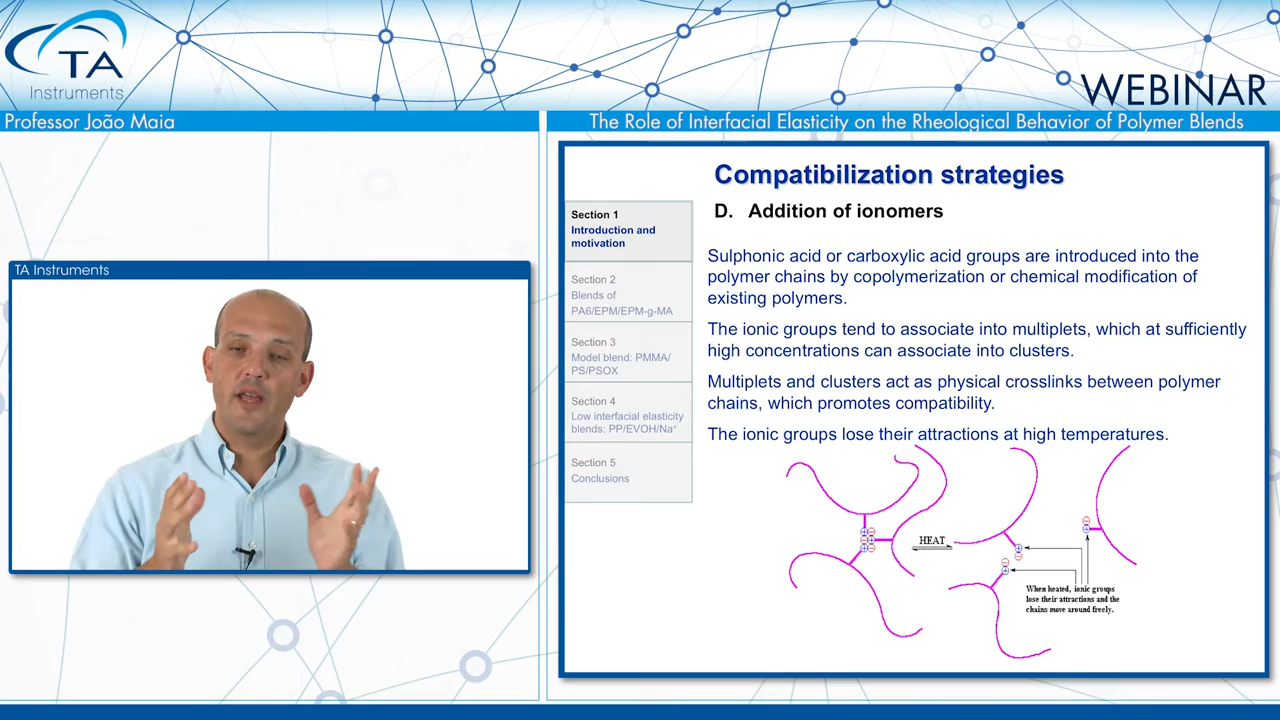 TA
Instruments
WEBINAR
Professor João Maia
The Role of Interfacial Elasticity on the Rheological Behavior of Polymer Blends
TA Instruments
Compatibilization strategies
D. Addition of ionomers
Section 1
Introduction and
motivation
Section 2
Blends of
PA6/EPM/EPM-g-MA
Section 3
Model blend: PMMA/
PS/PSOX
Section 4
Low interfacial elasticity
blends: PP/EVOH/Na⁺
Section 5
Conclusions
Sulphonic acid or carboxylic acid groups are introduced into the
polymer chains by copolymerization or chemical modification of
existing polymers.
The ionic groups tend to associate into multiplets, which at sufficiently
high concentrations can associate into clusters.
Multiplets and clusters act as physical crosslinks between polymer
chains, which promotes compatibility.
The ionic groups lose their attractions at high temperatures.
HEAT
When heated, ionic groups
lose their attractions and the
chains move around freely.